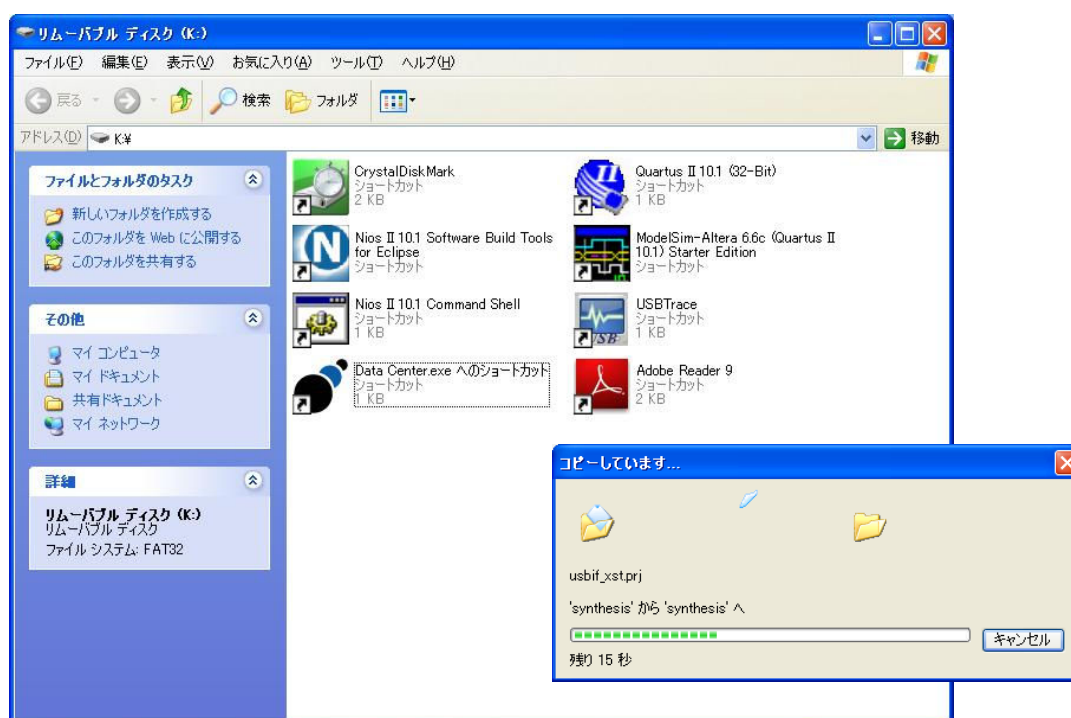 リムーバブル ディスク (K:)
ファイル(F) 編集(E) 表示(V) お気に入り(A) ツール(T) ヘルプ(H)
戻る 検索 フォルダ
アドレス(D) K:¥ 移動
ファイルとフォルダのタスク
新しいフォルダを作成する
このフォルダを Web に公開する
このフォルダを共有する
その他
マイ コンピュータ
マイ ドキュメント
共有ドキュメント
マイ ネットワーク
詳細
リムーバブル ディスク (K:)
リムーバブル ディスク
ファイル システム: FAT32
CrystalDiskMark
ショートカット
2 KB
Quartus II 10.1 (32-Bit)
ショートカット
1 KB
Nios II 10.1 Software Build Tools
for Eclipse
ショートカット
ModelSim-Altera 6.6c (Quartus II
10.1) Starter Edition
ショートカット
Nios II 10.1 Command Shell
ショートカット
1 KB
USBTrace
ショートカット
1 KB
USB
Data Center.exe へのショートカット
ショートカット
1 KB
Adobe Reader 9
ショートカット
2 KB
コピーしています...
usbif_xst.prj
'synthesis' から 'synthesis' へ
キャンセル
残り 15 秒